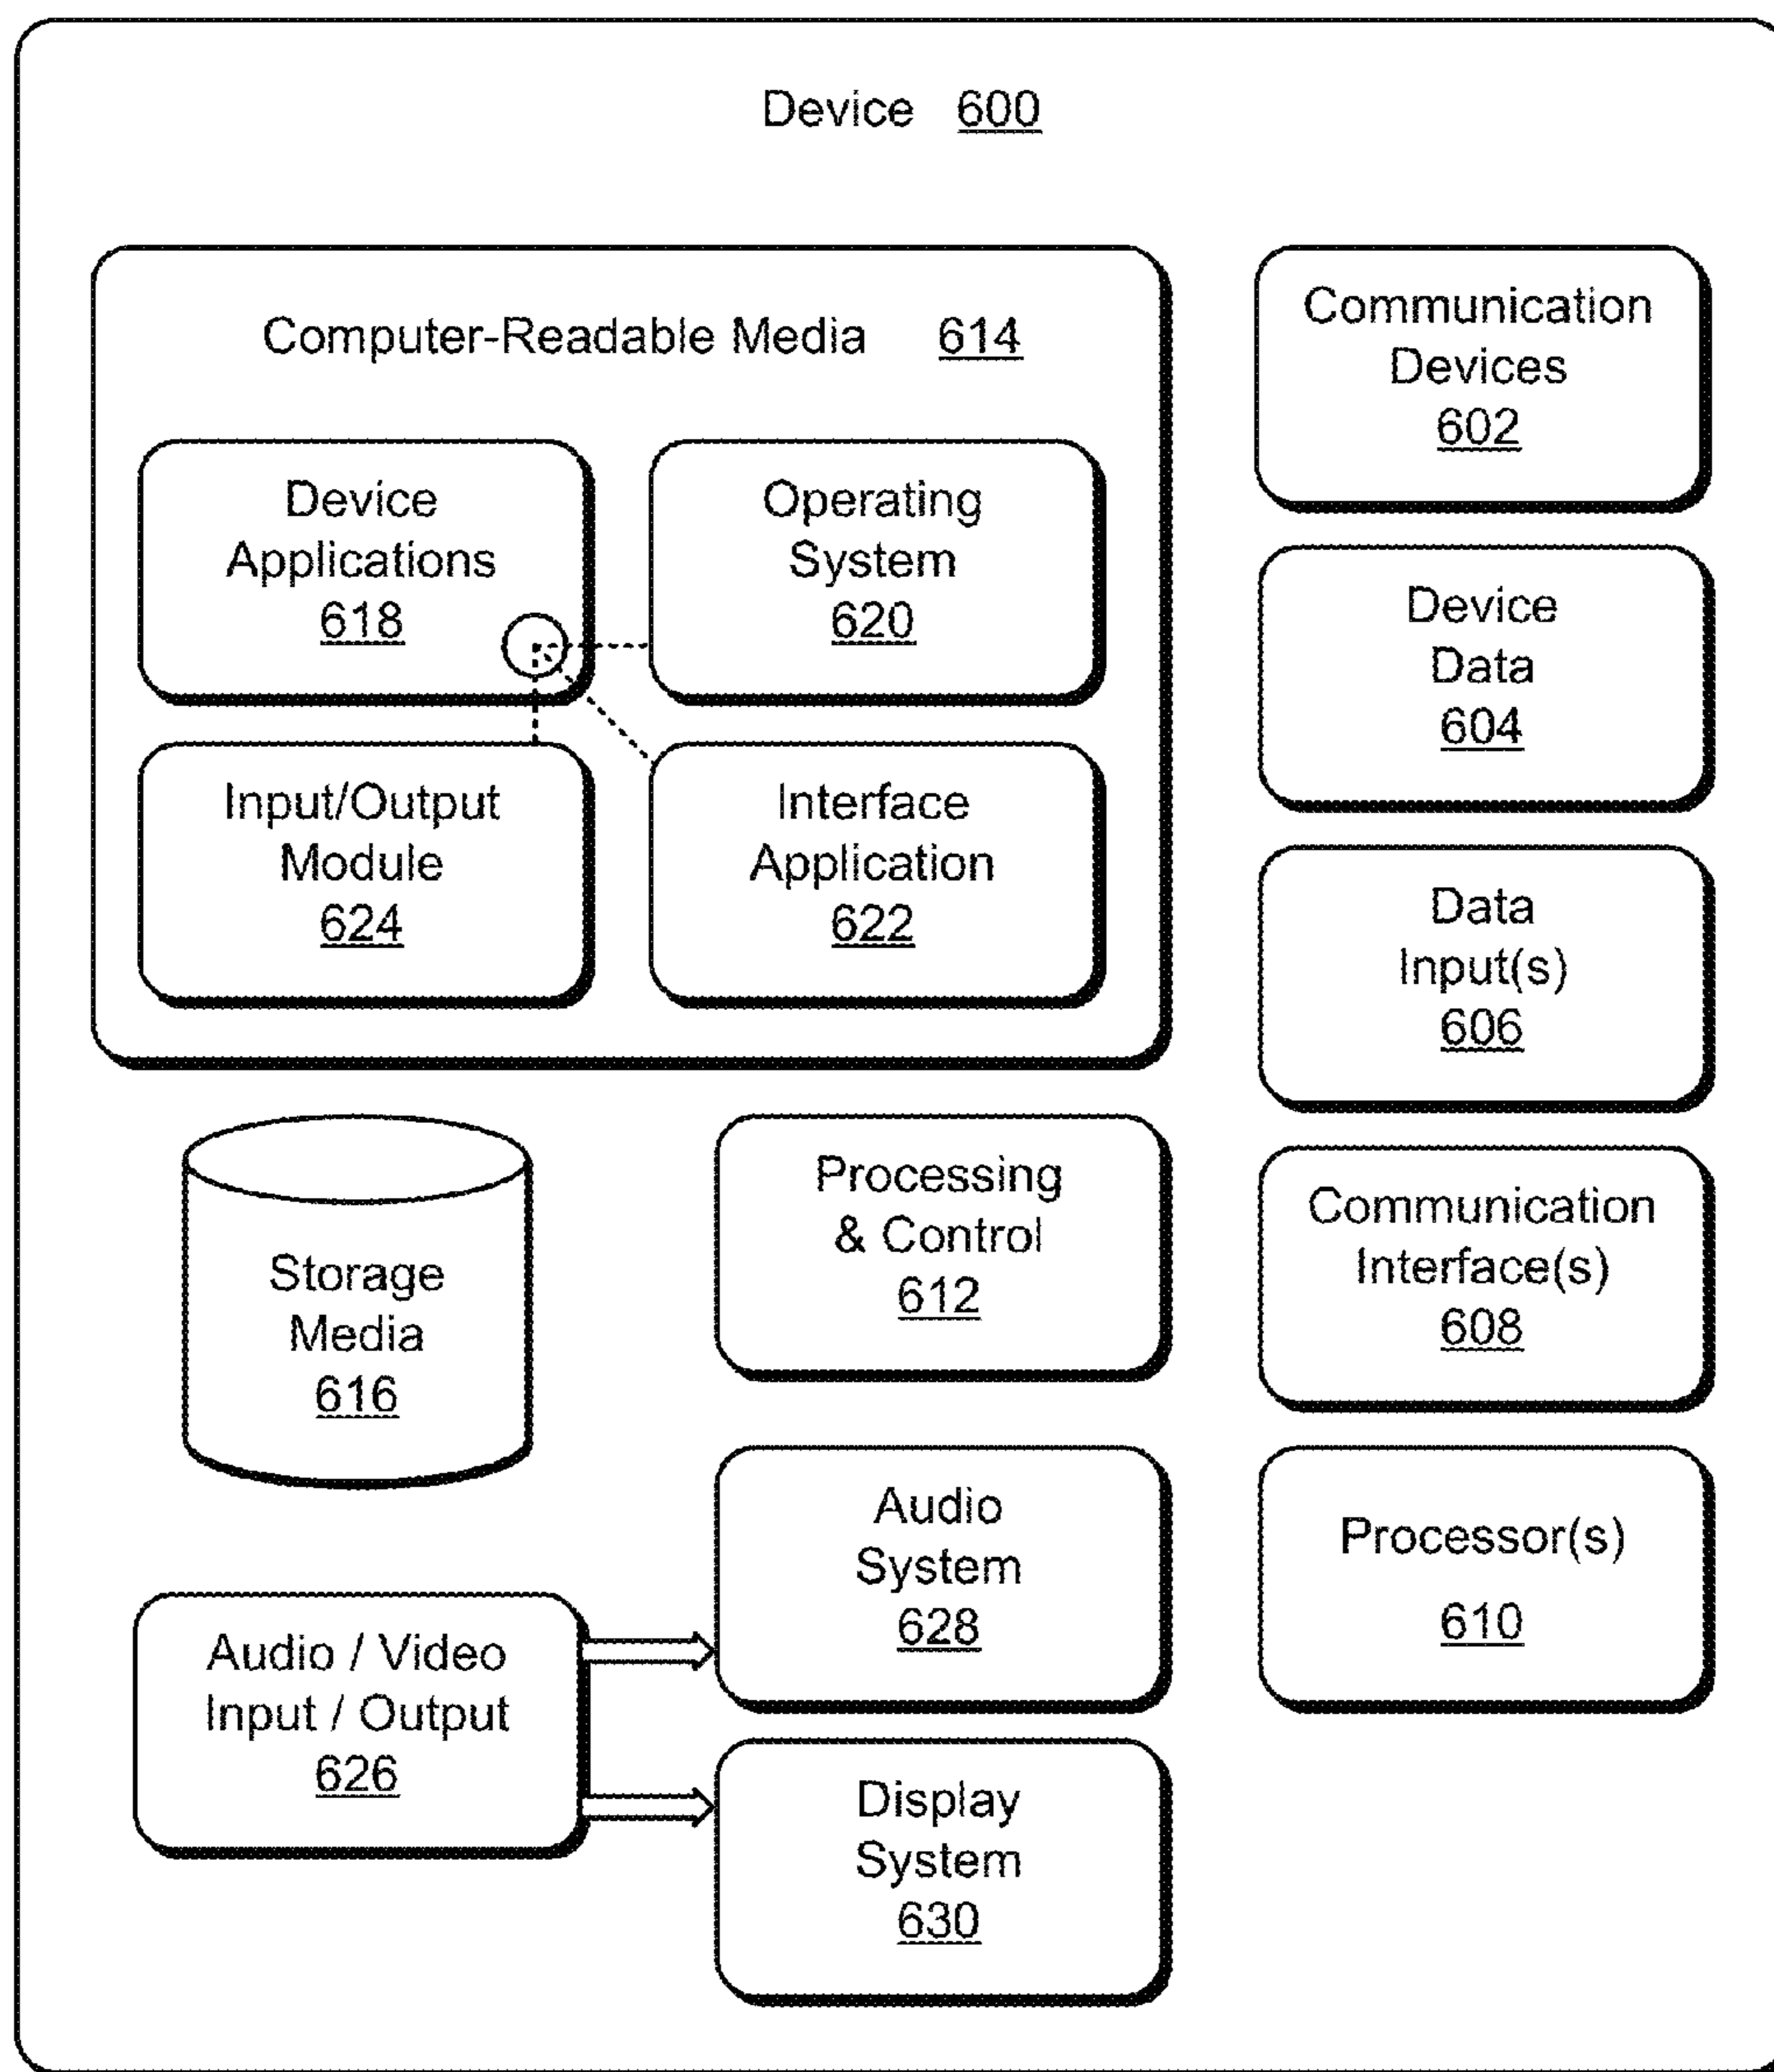 Device 600
Computer-Readable Media 614
Device
Applications
618
Operating
System
620
Input/Output
Module
624
Interface
Application
622
Communication
Devices
602
Device
Data
604
Data
Input(s)
606
Communication
Interface(s)
608
Processor(s)
610
Storage
Media
616
Processing
& Control
612
Audio / Video
Input / Output
626
Audio
System
628
Display
System
630